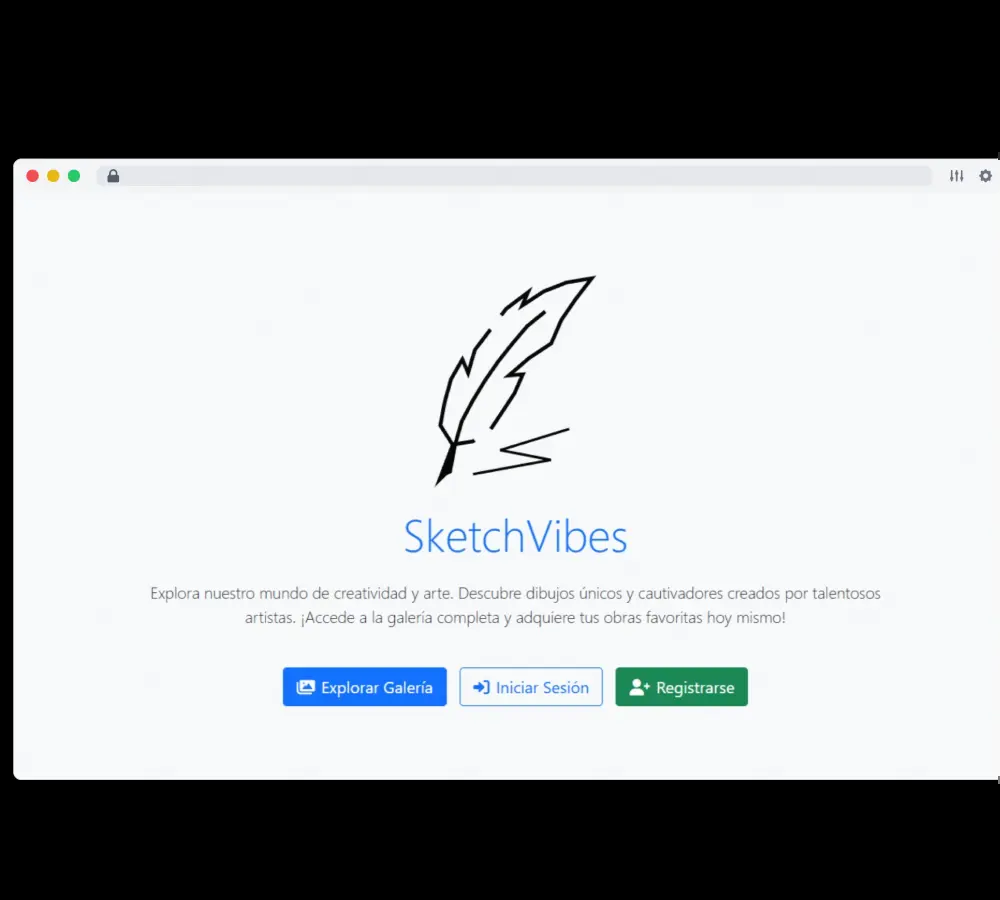 SketchVibes
Explora nuestro mundo de creatividad y arte. Descubre dibujos únicos y cautivadores creados por talentosos
artistas. ¡Accede a la galería completa y adquiere tus obras favoritas hoy mismo!
Explorar Galería Iniciar Sesión Registrarse